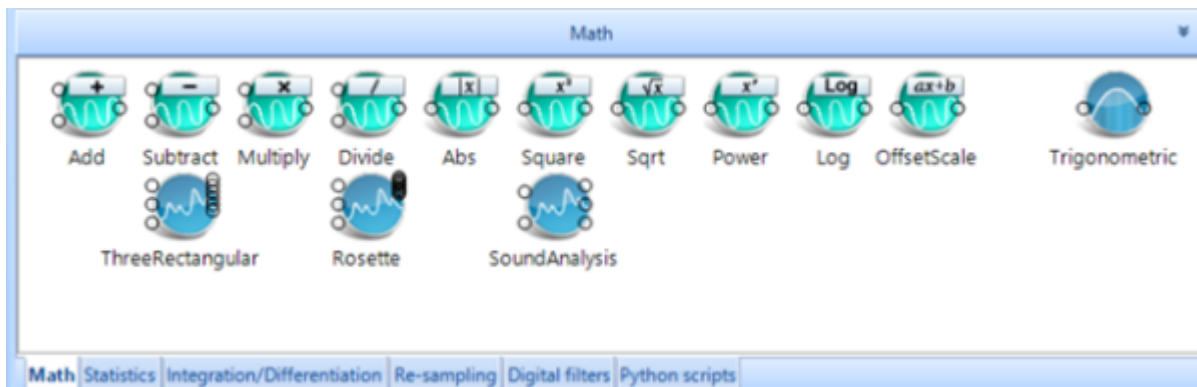 Math
+ − × / |x| x² √x xª Log ax+b
Add Subtract Multiply Divide Abs Square Sqrt Power Log OffsetScale Trigonometric
ThreeRectangular Rosette SoundAnalysis
Math Statistics Integration/Differentiation Re-sampling Digital filters Python scripts